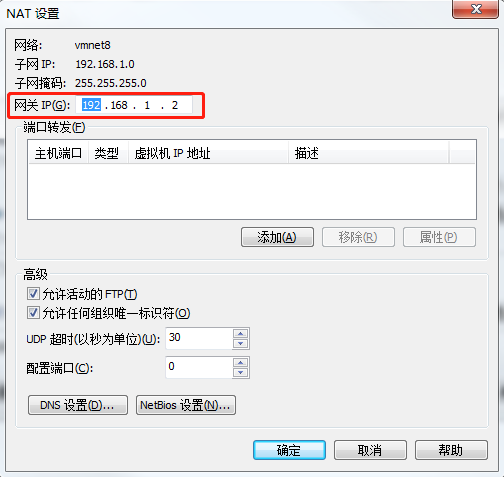 NAT 设置
网络: vmnet8
子网 IP: 192.168.1.0
子网掩码: 255.255.255.0
网关 IP(G): 192 . 168 . 1 . 2
端口转发(F)
主机端口 类型 虚拟机 IP 地址 描述
添加(A) 移除(R) 属性(P)
高级
允许活动的 FTP(T)
允许任何组织唯一标识符(O)
UDP 超时(以秒为单位)(U): 30
配置端口(C): 0
DNS 设置(D)... NetBios 设置(N)...
确定 取消 帮助